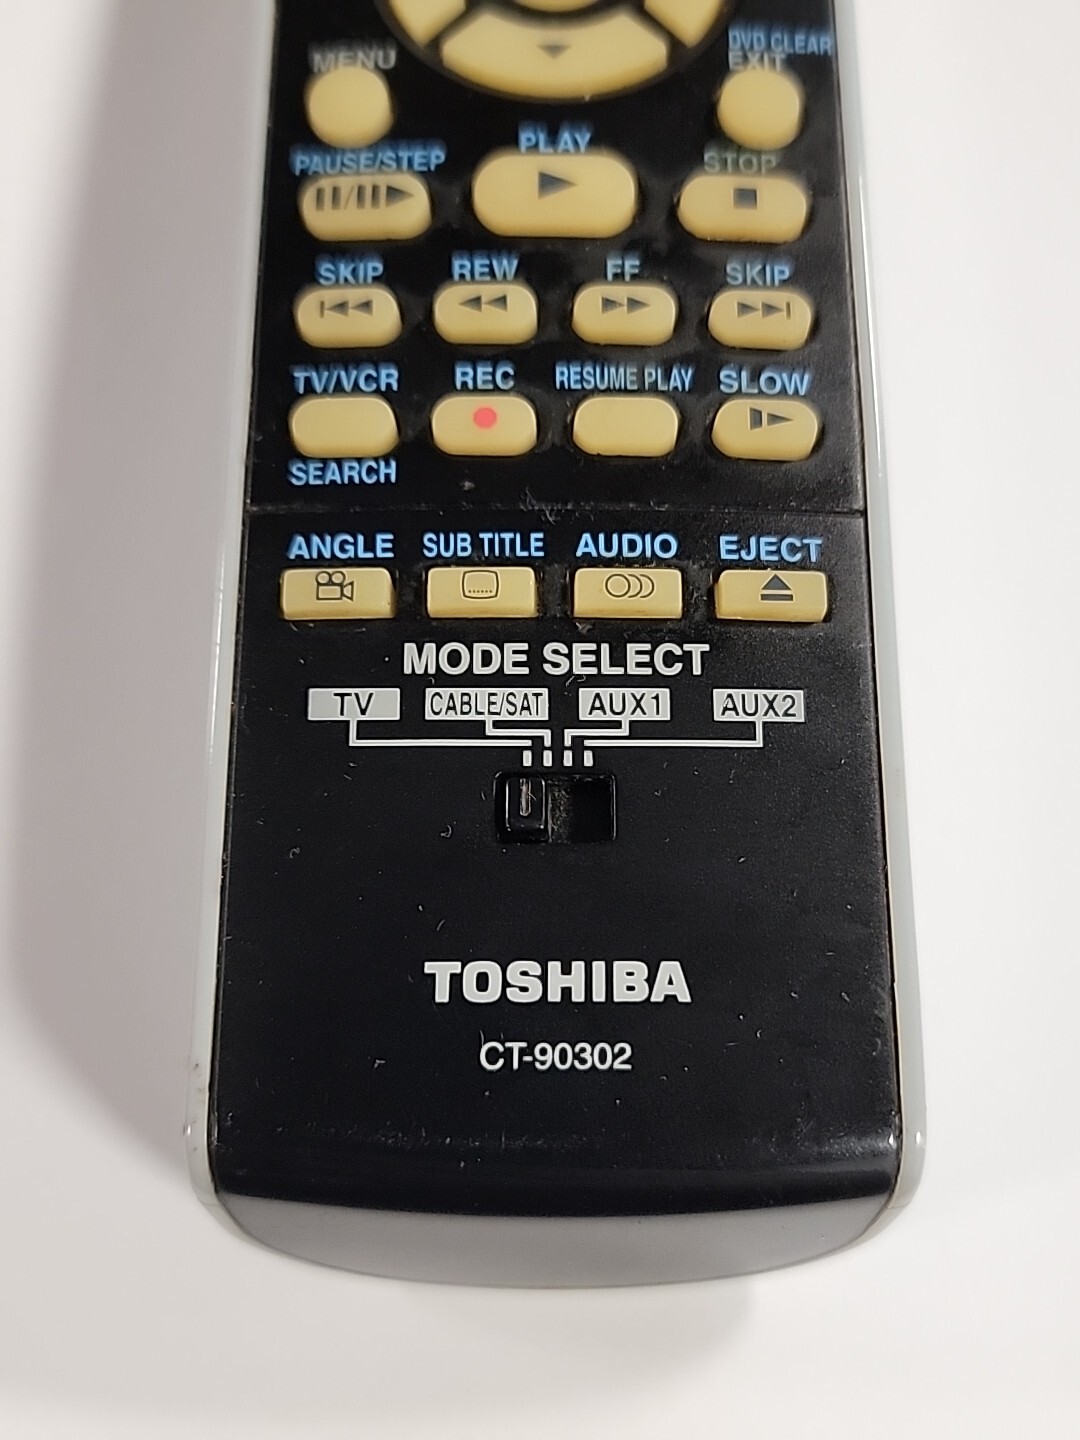 DVD CLEAR
MENU EXIT
PLAY
PAUSE/STEP STOP
SKIP REW FF SKIP
TV/VCR REC RESUME PLAY SLOW
SEARCH
ANGLE SUB TITLE AUDIO EJECT
MODE SELECT
TV CABLE/SAT AUX1 AUX2
TOSHIBA
CT-90302